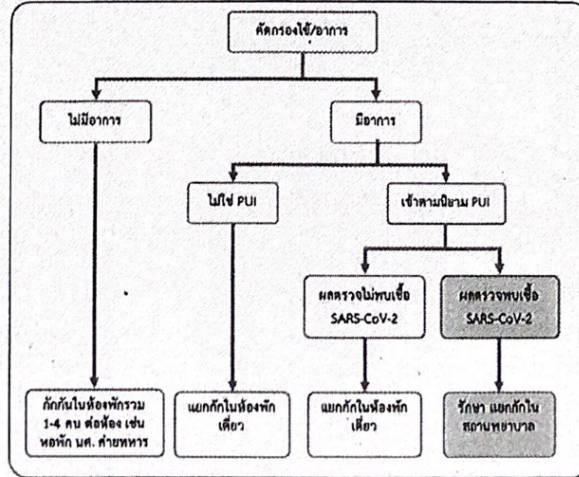 คัดกรองไข้/อาการ
ไม่มีอาการ
มีอาการ
ไม่ใช่ PUI
เข้าตามนิยาม PUI
ผลตรวจไม่พบเชื้อ
SARS-CoV-2
ผลตรวจพบเชื้อ
SARS-CoV-2
กักกันในห้องพักรวม
1-4 คน ต่อห้อง เช่น
หอพัก นศ. ค่ายทหาร
แยกกักในห้องพัก
เดี่ยว
แยกกักในห้องพัก
เดี่ยว
รักษา แยกกักใน
สถานพยาบาล